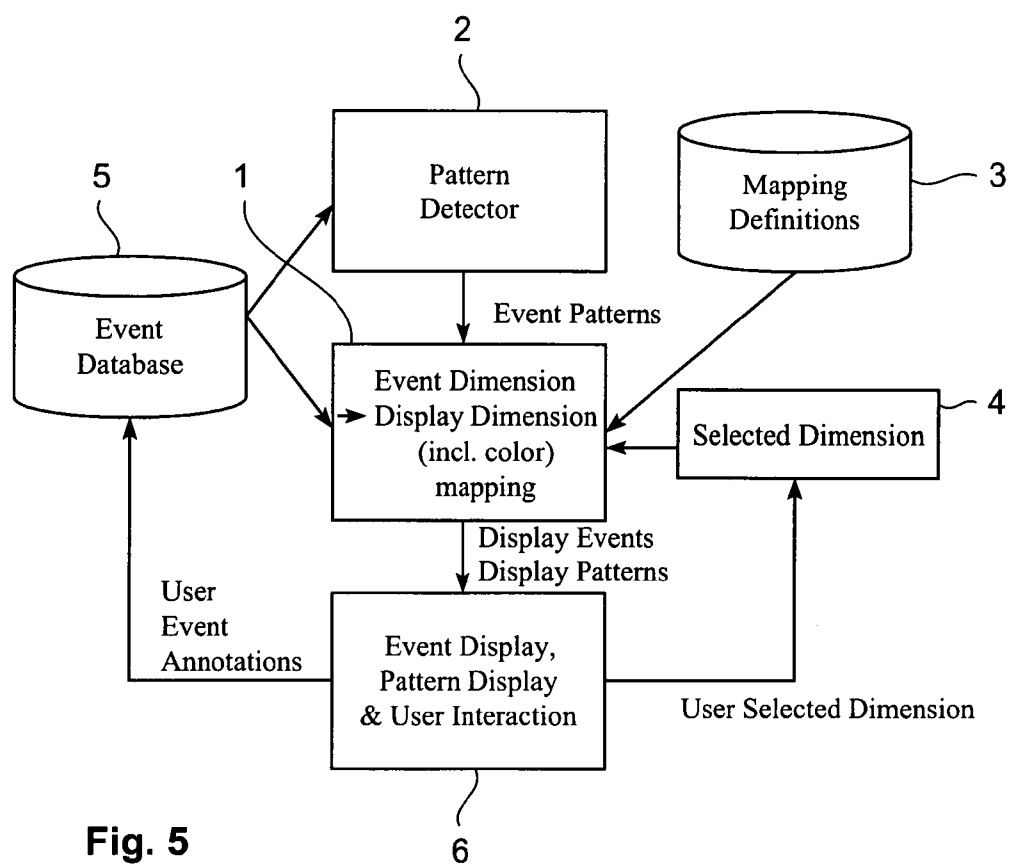 2
5
1
Pattern
Detector
Mapping
Definitions
3
Event
Database
Event Patterns
Event Dimension
→ Display Dimension
(incl. color)
mapping
Selected Dimension
4
Display Events
Display Patterns
User
Event
Annotations
Event Display,
Pattern Display
& User Interaction
User Selected Dimension
6
Fig. 5